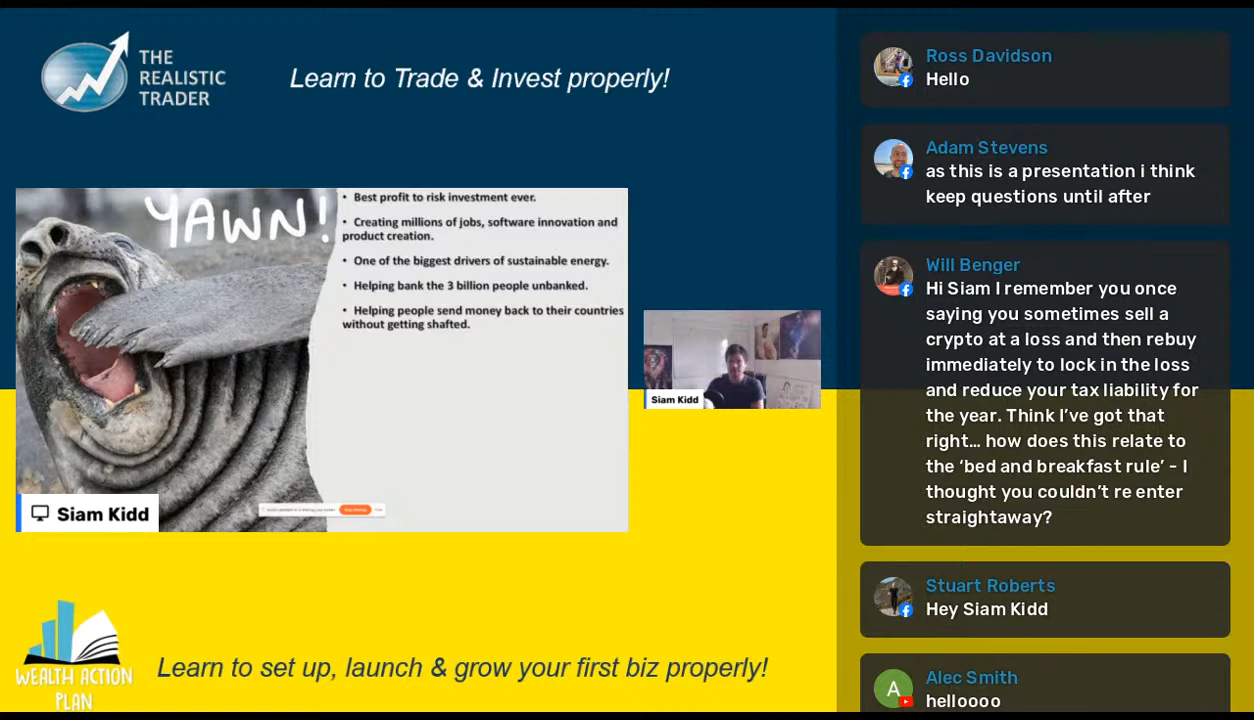 THE
REALISTIC
TRADER
Learn to Trade & Invest properly!
YAWN!
• Best profit to risk investment ever.
• Creating millions of jobs, software innovation and
product creation.
• One of the biggest drivers of sustainable energy.
• Helping bank the 3 billion people unbanked.
• Helping people send money back to their countries
without getting shafted.
Siam Kidd
Siam Kidd
WEALTH ACTION
PLAN
Learn to set up, launch & grow your first biz properly!
Ross Davidson
Hello
Adam Stevens
as this is a presentation i think
keep questions until after
Will Benger
Hi Siam I remember you once
saying you sometimes sell a
crypto at a loss and then rebuy
immediately to lock in the loss
and reduce your tax liability for
the year. Think I’ve got that
right… how does this relate to
the ‘bed and breakfast rule’ - I
thought you couldn’t re enter
straightaway?
Stuart Roberts
Hey Siam Kidd
A
Alec Smith
helloooo